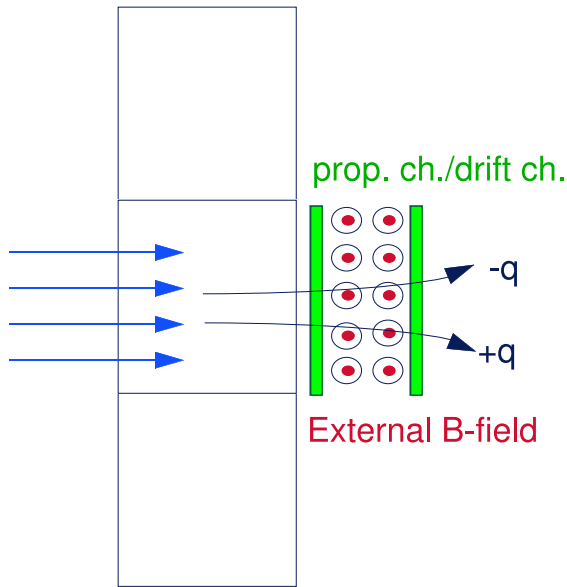 prop. ch./drift ch.
-q
+q
External B-field